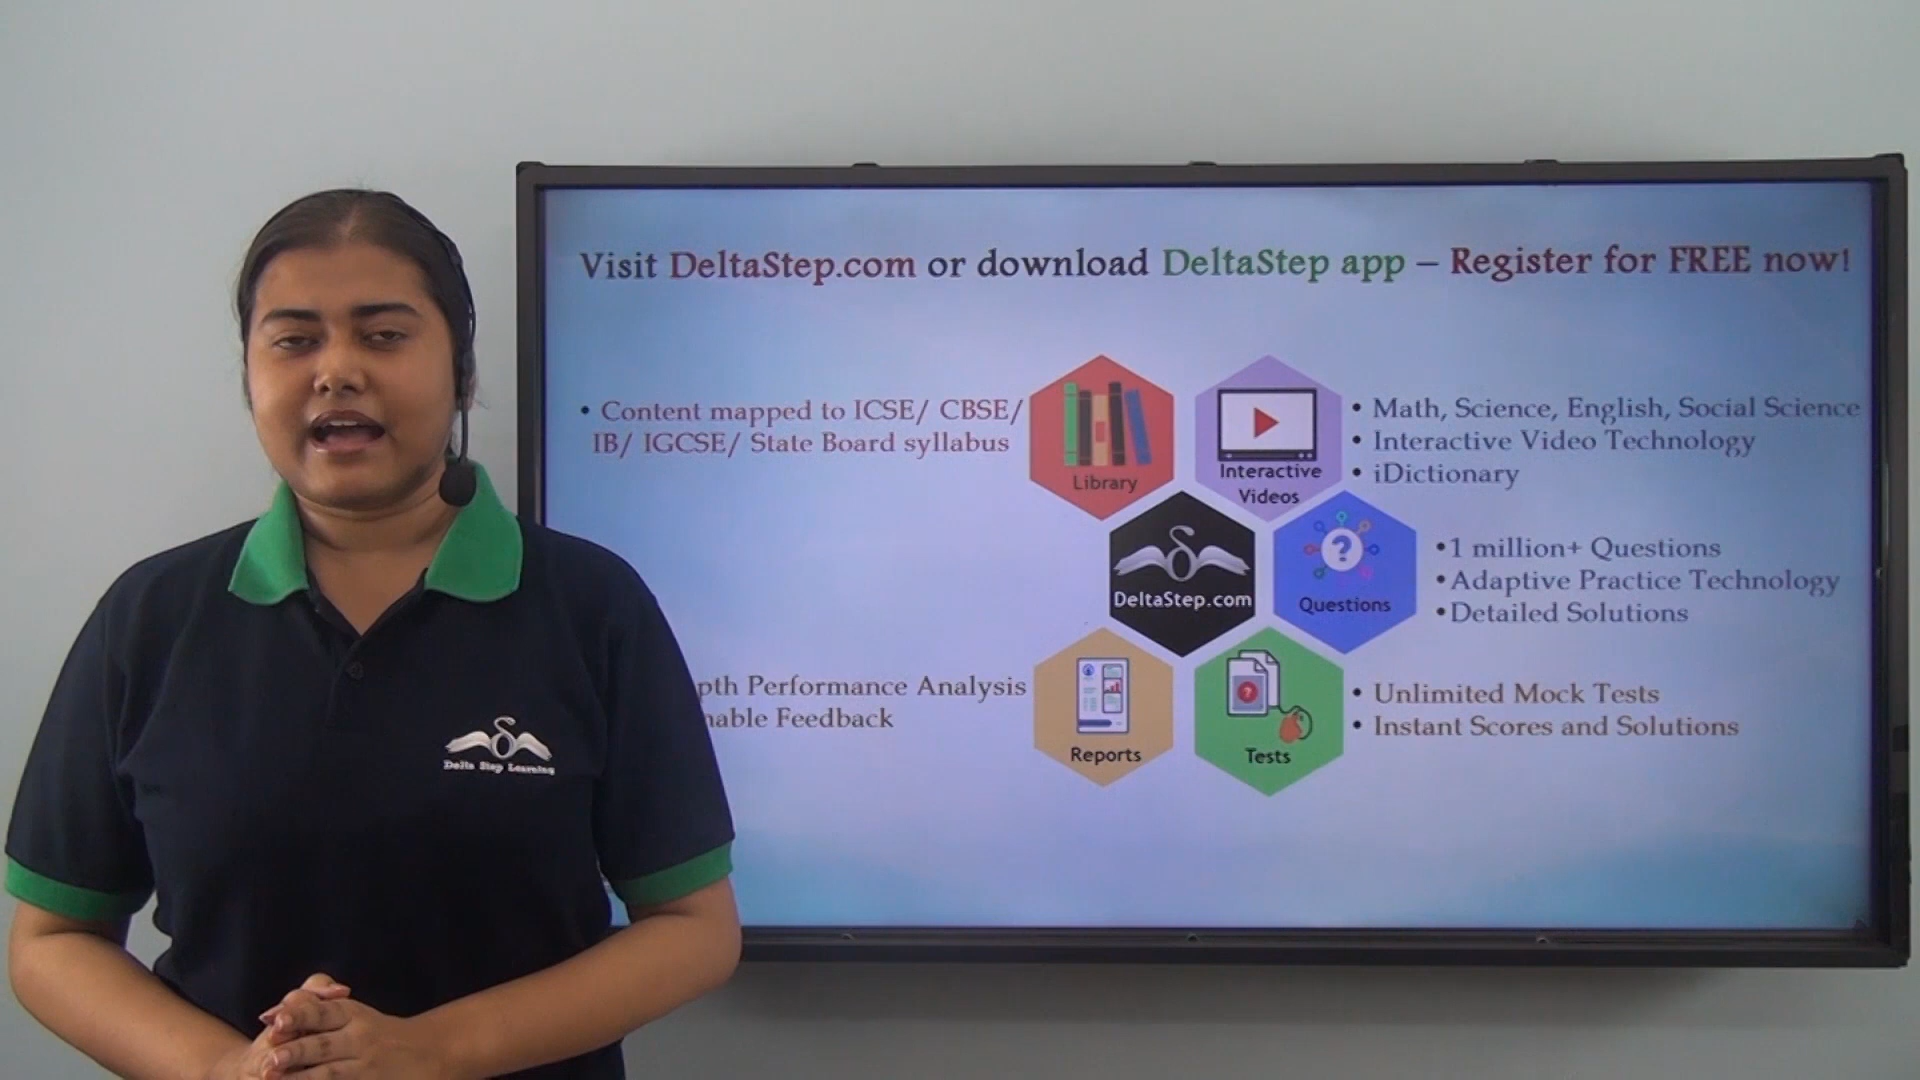 Visit DeltaStep.com or download DeltaStep app – Register for FREE now!
• Content mapped to ICSE/ CBSE/
IB/ IGCSE/ State Board syllabus
Library
Interactive
Videos
• Math, Science, English, Social Science
• Interactive Video Technology
• iDictionary
DeltaStep.com
Questions
•1 million+ Questions
•Adaptive Practice Technology
•Detailed Solutions
Performance Analysis
Feedback
Reports
Tests
• Unlimited Mock Tests
• Instant Scores and Solutions
Delta Step Learning